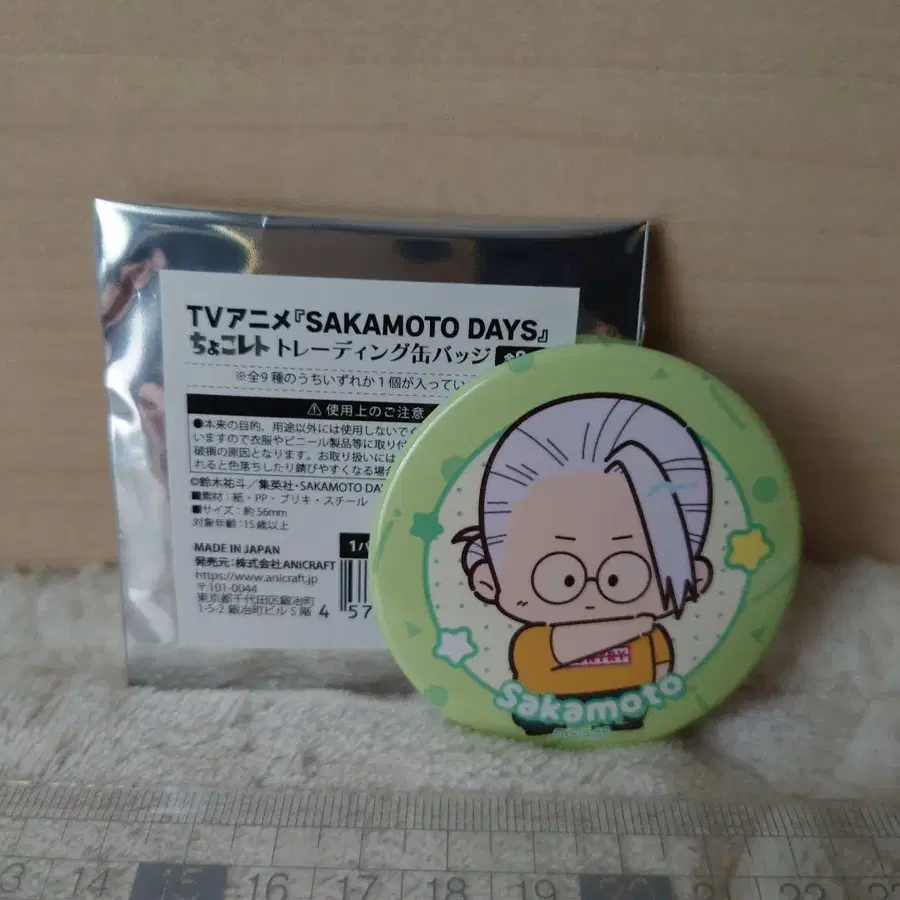 TVアニメ『SAKAMOTO DAYS』
ちょこレト トレーディング缶バッジ
※全9種のうちいずれか1個が入ってい
⚠使用上のご注意
●本来の目的、用途以外には使用しないで
いますので衣服やビニール製品等に取り付
破損の原因となります。お取り扱いには
れると色落ちしたり錆びやすくなる場合
©鈴木祐斗/集英社・SAKAMOTO DAY
■素材:紙・PP・ブリキ・スチール
■サイズ:約56mm
対象年齢:15歳以上
MADE IN JAPAN
発売元:株式会社ANICRAFT
https://www.anicraft.jp
〒101-0044
東京都千代田区鍛冶町
1-5-2 鍛冶町ビル5階
4 57
Sakamoto
13 14 15 16 17 18 19 20 2 22 23